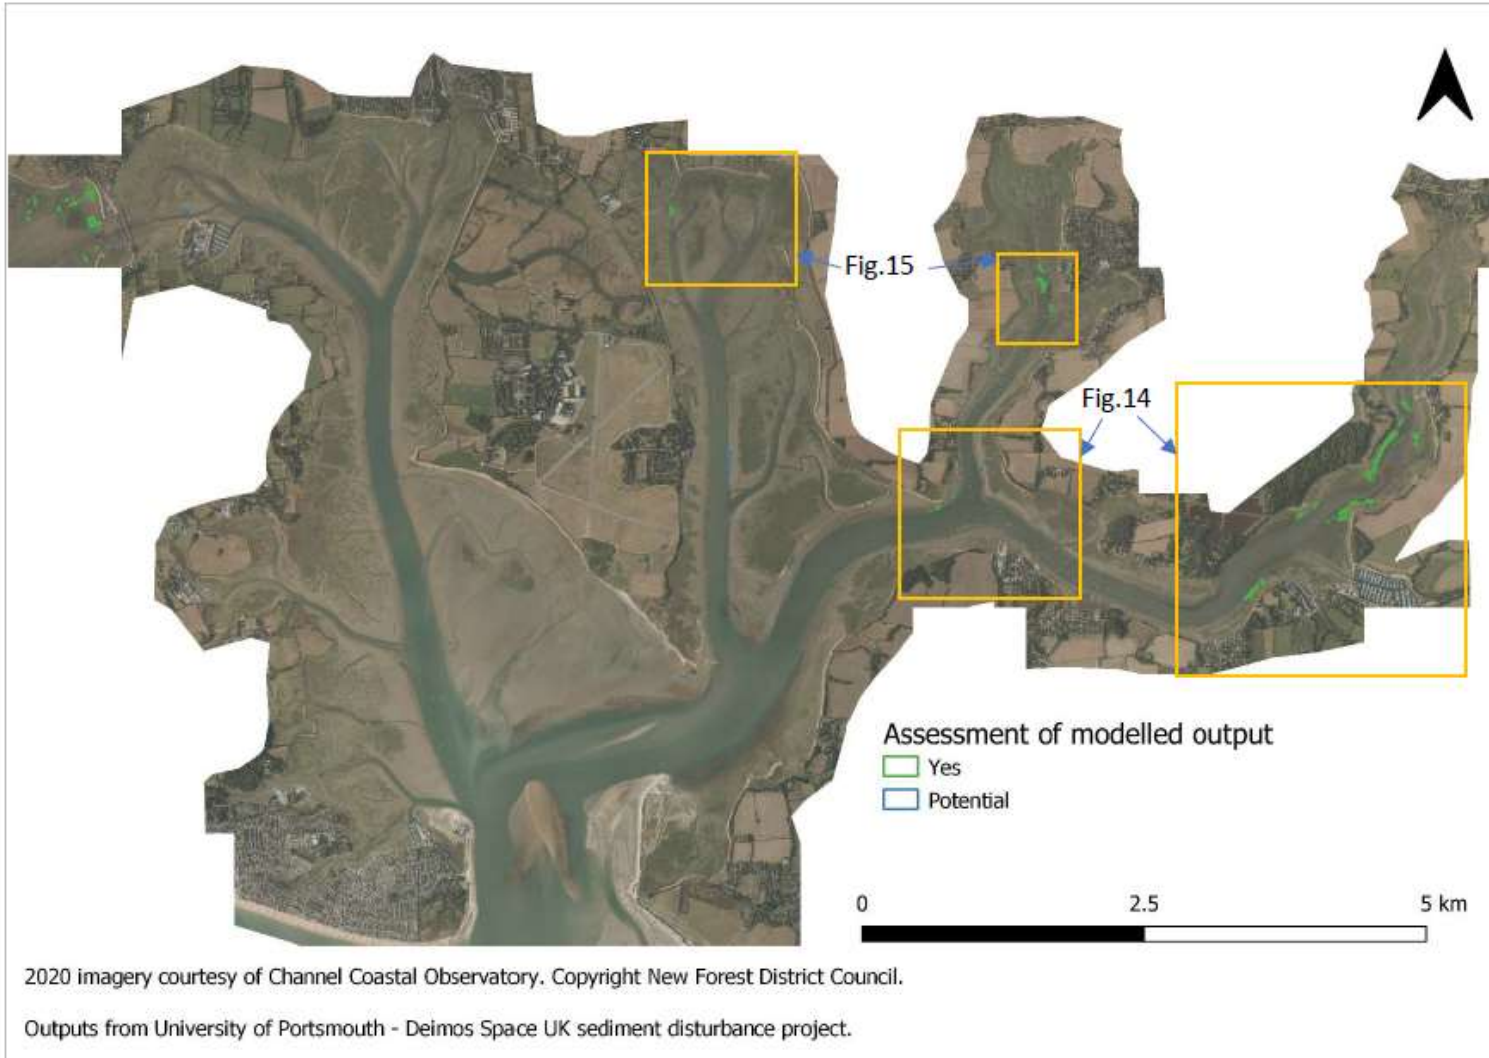 Fig.15
Fig.14
Assessment of modelled output
Yes
Potential
0 2.5 5 km
2020 imagery courtesy of Channel Coastal Observatory. Copyright New Forest District Council.
Outputs from University of Portsmouth - Deimos Space UK sediment disturbance project.